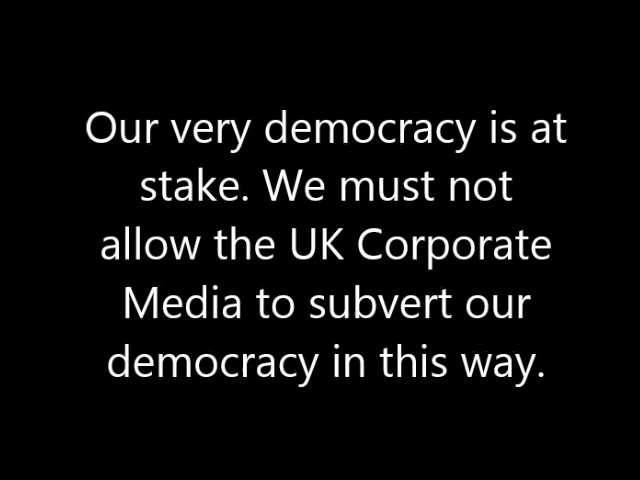 Our very democracy is at
stake. We must not
allow the UK Corporate
Media to subvert our
democracy in this way.